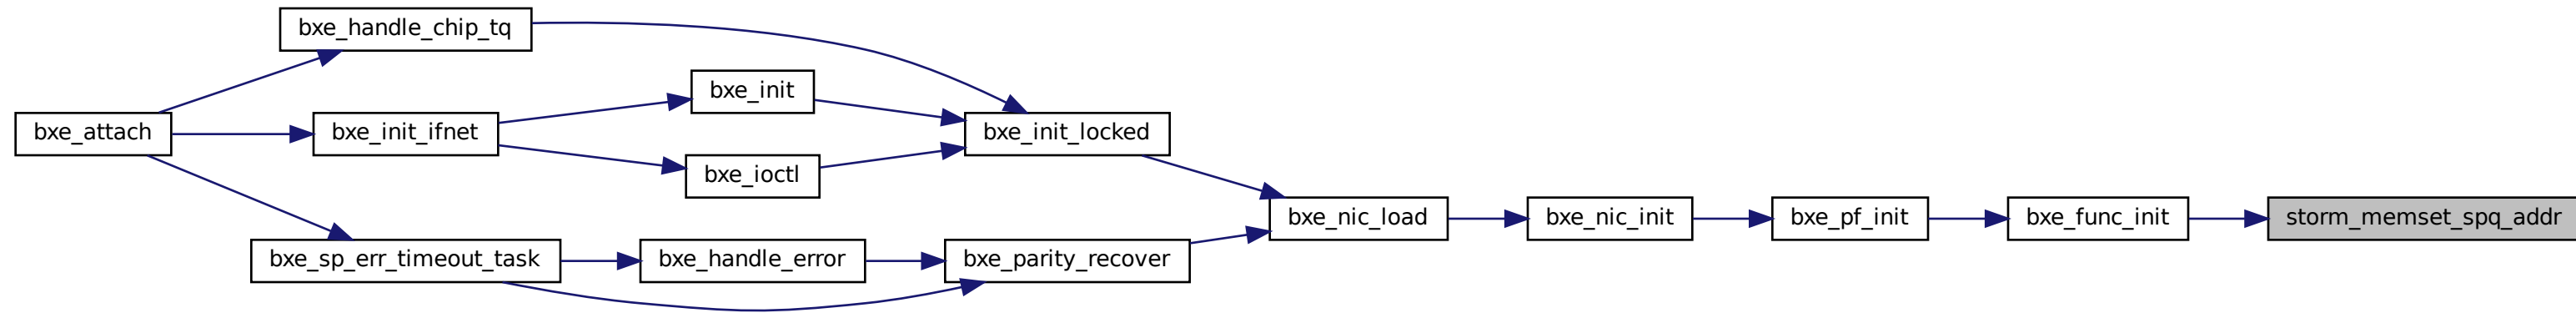 bxe_handle_chip_tq
bxe_init
bxe_attach
bxe_init_ifnet
bxe_init_locked
bxe_ioctl
bxe_nic_load
bxe_nic_init
bxe_pf_init
bxe_func_init
storm_memset_spq_addr
bxe_sp_err_timeout_task
bxe_handle_error
bxe_parity_recover